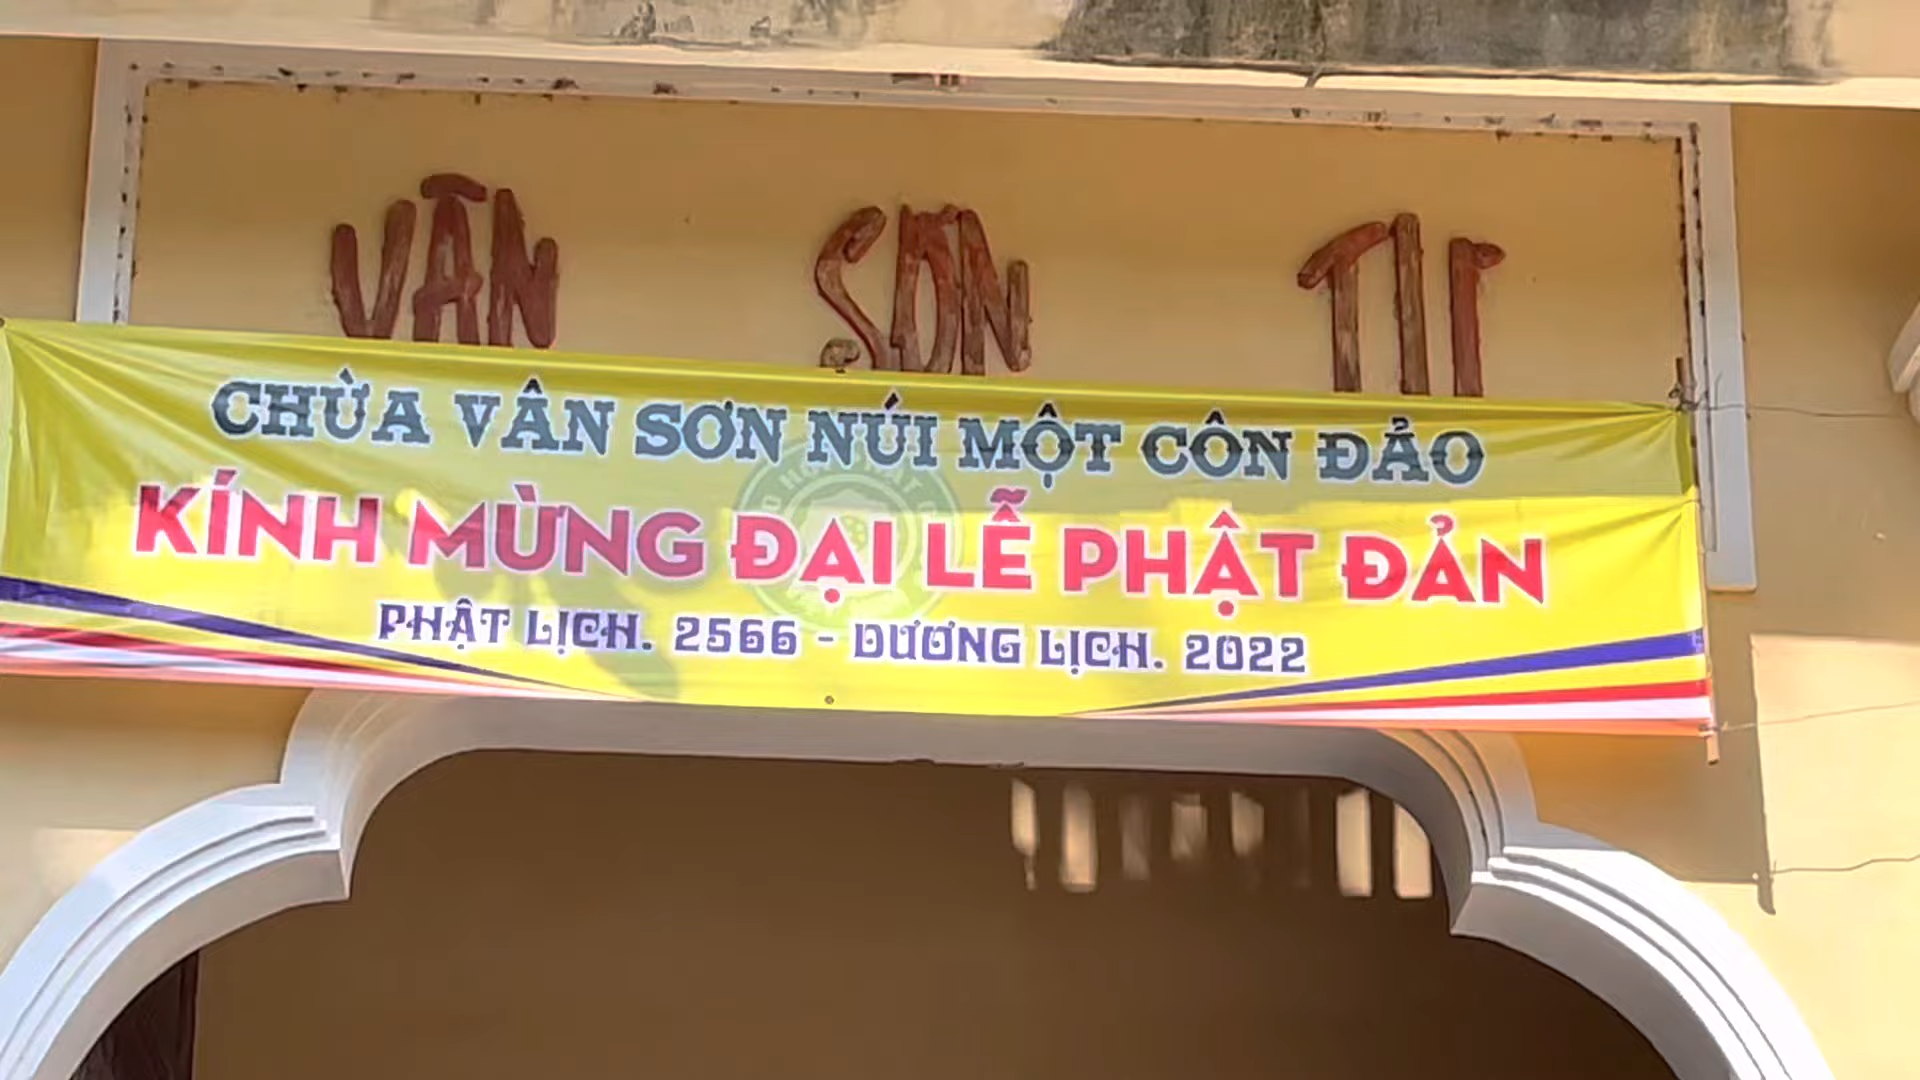 VÂN SƠN TỰ
CHÙA VÂN SƠN NÚI MỘT CÔN ĐẢO
KÍNH MỪNG ĐẠI LỄ PHẬT ĐẢN
PHẬT LỊCH. 2566 - DƯƠNG LỊCH. 2022